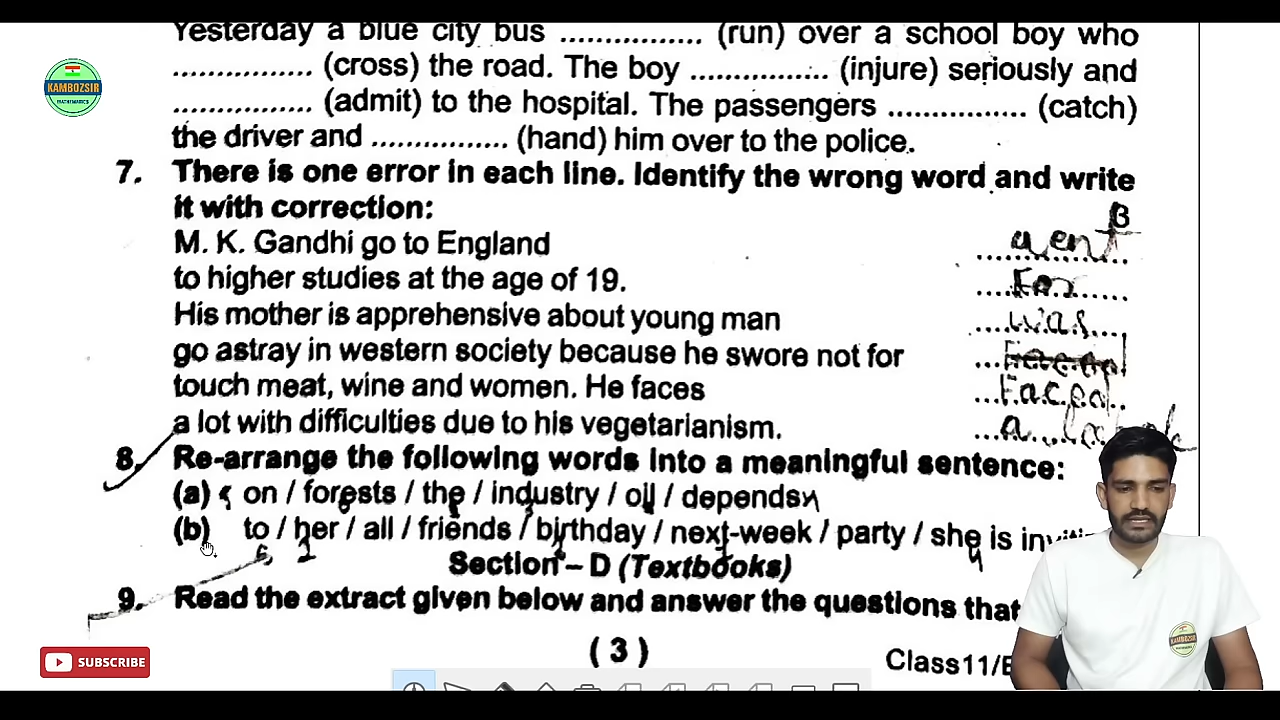 Yesterday a blue city bus ................ (run) over a school boy who
KAMBOZSIR
MATHEMATICS
................ (cross) the road. The boy ................ (injure) seriously and
................ (admit) to the hospital. The passengers ................ (catch)
the driver and ................ (hand) him over to the police.
7. There is one error in each line. Identify the wrong word and write
it with correction:
3
M. K. Gandhi go to England went
to higher studies at the age of 19. For
His mother is apprehensive about young man was
go astray in western society because he swore not for
touch meat, wine and women. He faces Faced
a lot with difficulties due to his vegetarianism. a
8. Re-arrange the following words into a meaningful sentence:
(a) on / forests / the / industry / oil / depends
(b) to / her / all / friends / birthday / next-week / party / she is
Section – D (Textbooks)
9. Read the extract given below and answer the questions that
( 3 )
Class11/E
SUBSCRIBE
KAMBOZSIR